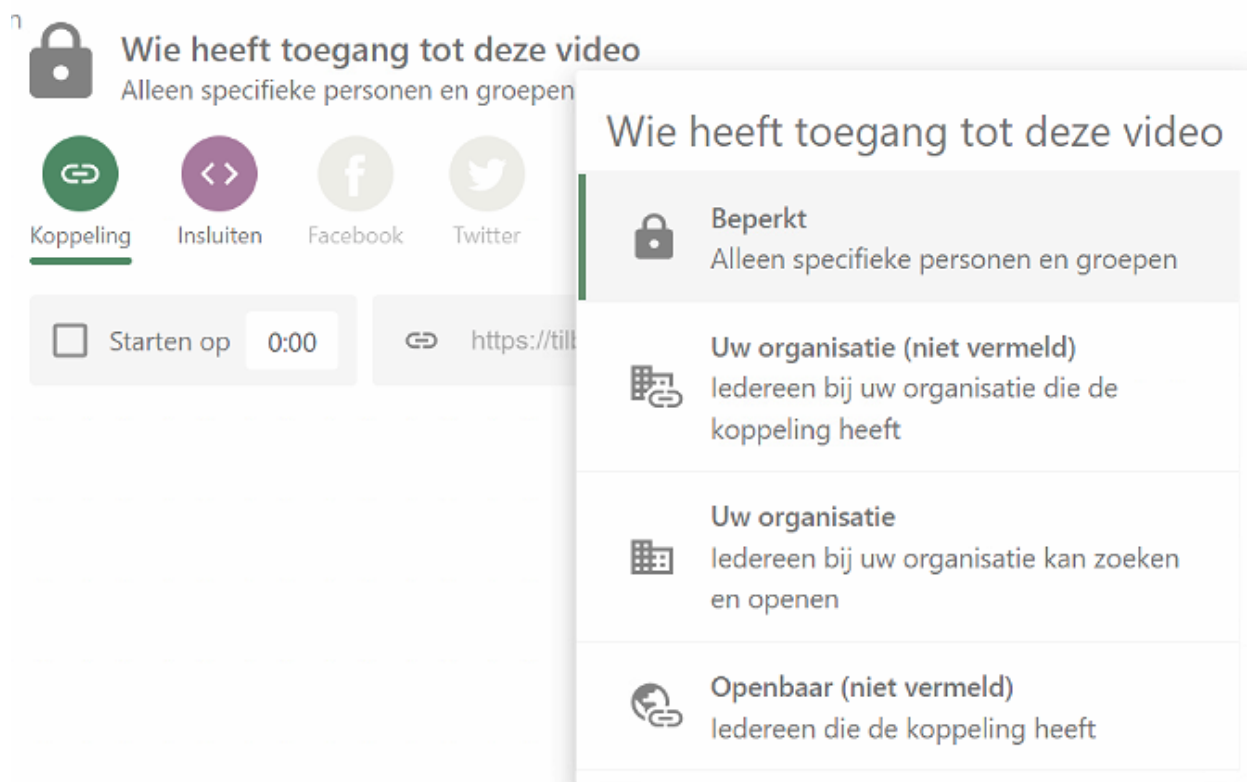 Wie heeft toegang tot deze video
Alleen specifieke personen en groepen
Koppeling
Insluiten
Facebook
Twitter
Starten op 0:00
https://til
Wie heeft toegang tot deze video
Beperkt
Alleen specifieke personen en groepen
Uw organisatie (niet vermeld)
Iedereen bij uw organisatie die de
koppeling heeft
Uw organisatie
Iedereen bij uw organisatie kan zoeken
en openen
Openbaar (niet vermeld)
Iedereen die de koppeling heeft